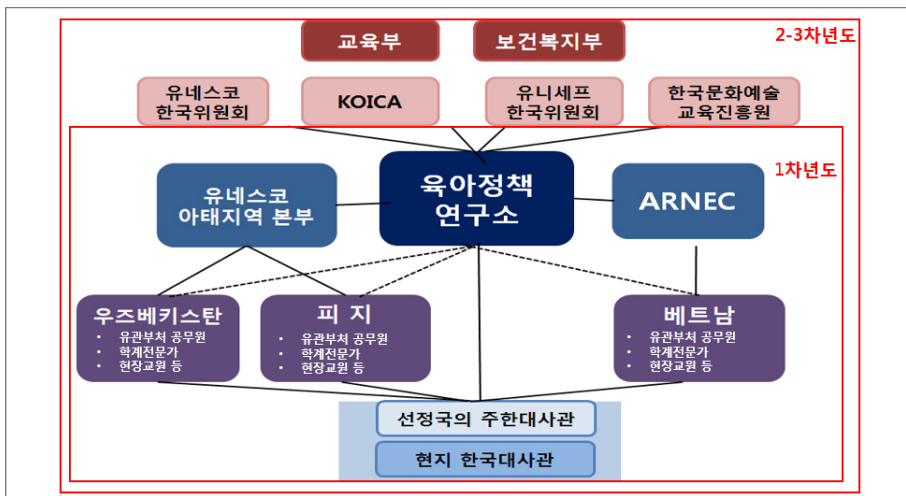 2-3차년도
교육부
보건복지부
유네스코
한국위원회
KOICA
유니세프
한국위원회
한국문화예술
교육진흥원
1차년도
유네스코
아태지역 본부
육아정책
연구소
ARNEC
우즈베키스탄
• 유관부처 공무원
• 학계전문가
• 현장교원 등
피 지
• 유관부처 공무원
• 학계전문가
• 현장교원 등
베트남
• 유관부처 공무원
• 학계전문가
• 현장교원 등
선정국의 주한대사관
현지 한국대사관